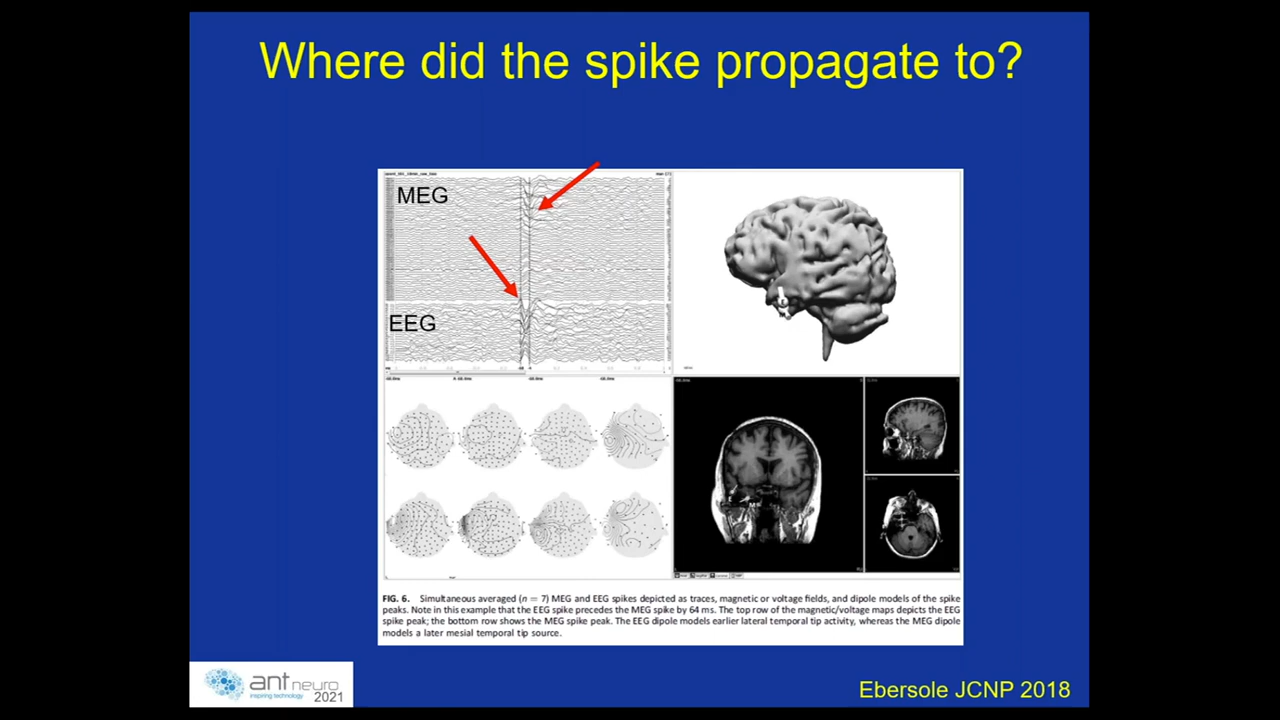 Where did the spike propagate to?
MEG
EEG
FIG. 6. Simultaneous averaged (n = 7) MEG and EEG spikes depicted as traces, magnetic or voltage fields, and dipole models of the spike
peaks. Note in this example that the EEG spike precedes the MEG spike by 64 ms. The top row of the magnetic/voltage maps depicts the EEG
spike peak; the bottom row shows the MEG spike peak. The EEG dipole models earlier lateral temporal tip activity, whereas the MEG dipole
models a later mesial temporal tip source.
ant neuro
inspiring technology
2021
Ebersole JCNP 2018